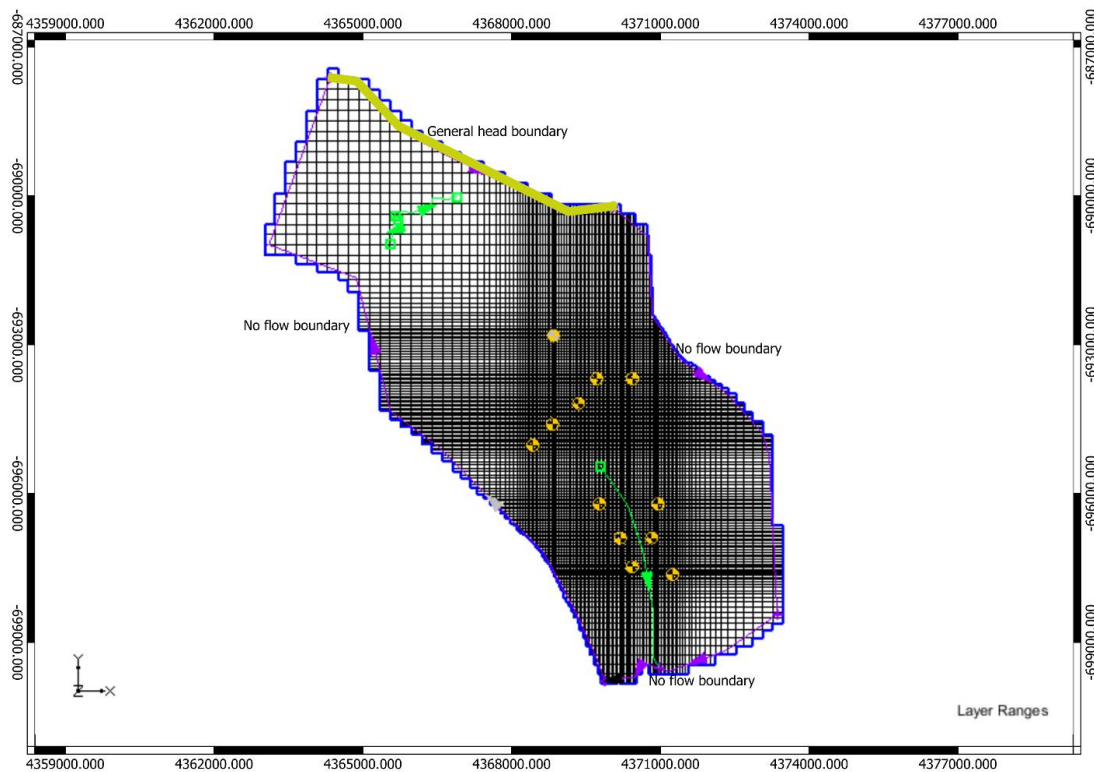 4359000.000 4362000.000 4365000.000 4368000.000 4371000.000 4374000.000 4377000.000
-687000.000 -687000.000
General head boundary
-690000.000 -690000.000
No flow boundary
-693000.000 -693000.000
No flow boundary
-696000.000 -696000.000
-699000.000 -699000.000
No flow boundary
Y
Z X
Layer Ranges
4359000.000 4362000.000 4365000.000 4368000.000 4371000.000 4374000.000 4377000.000